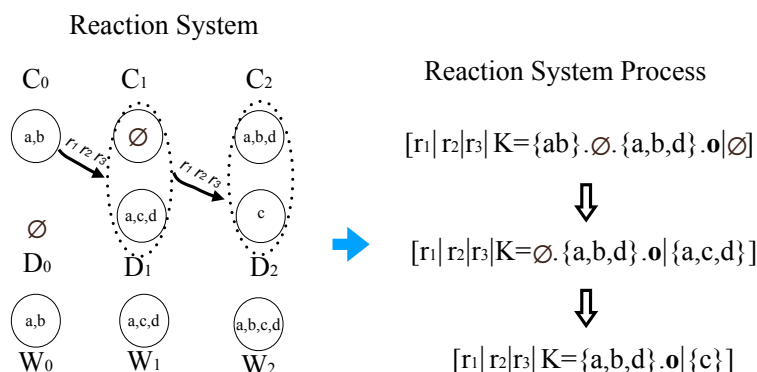 Reaction System
C₀ C₁ C₂
a,b ∅ a,b,d
r₁ r₂ r₃ r₁ r₂ r₃
a,c,d c
∅
D₀ D₁ D₂
a,b a,c,d a,b,c,d
W₀ W₁ W₂
Reaction System Process
[r₁| r₂|r₃| K={ab}.∅.{a,b,d}.o|∅]
[r₁| r₂|r₃|K=∅.{a,b,d}.o|{a,c,d}]
[r₁| r₂|r₃| K={a,b,d}.o|{c}]